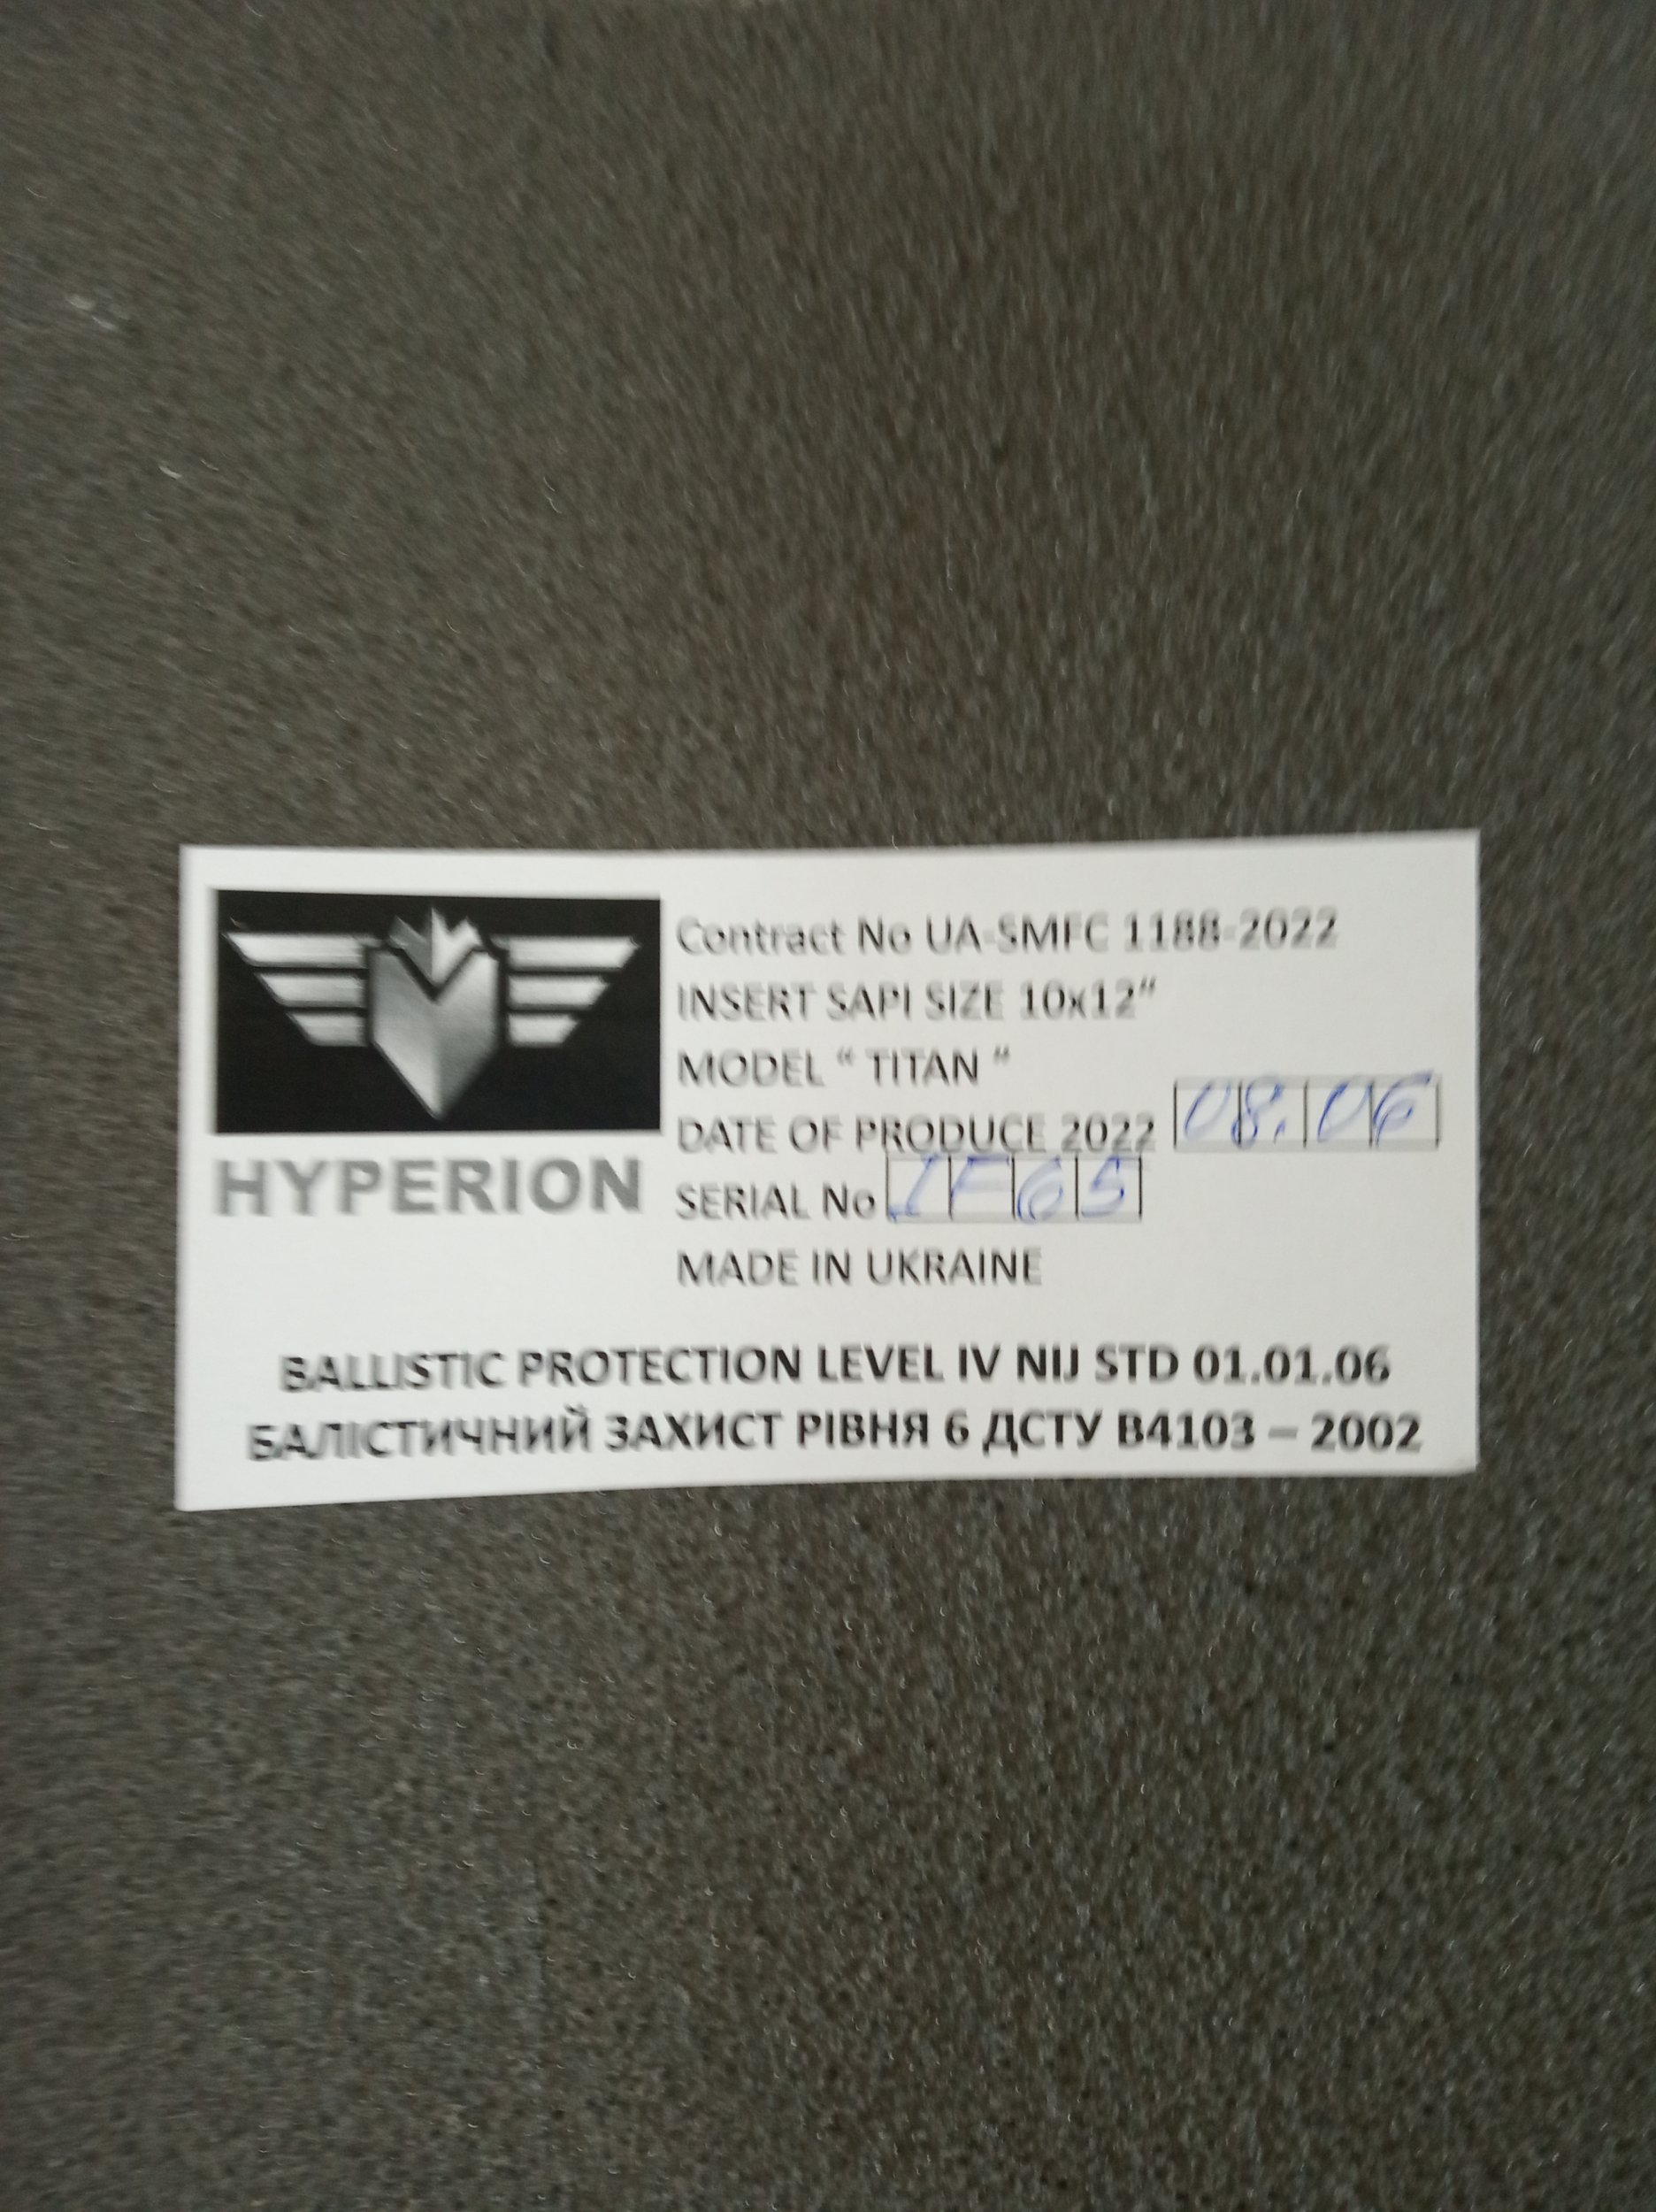 Contract No UA-SMFC 1188-2022
INSERT SAPI SIZE 10x12"
MODEL " TITAN "
DATE OF PRODUCE 2022 08.06
SERIAL No IF65
MADE IN UKRAINE
HYPERION
BALLISTIC PROTECTION LEVEL IV NIJ STD 01.01.06
БАЛІСТИЧНИЙ ЗАХИСТ РІВНЯ 6 ДСТУ В4103 – 2002